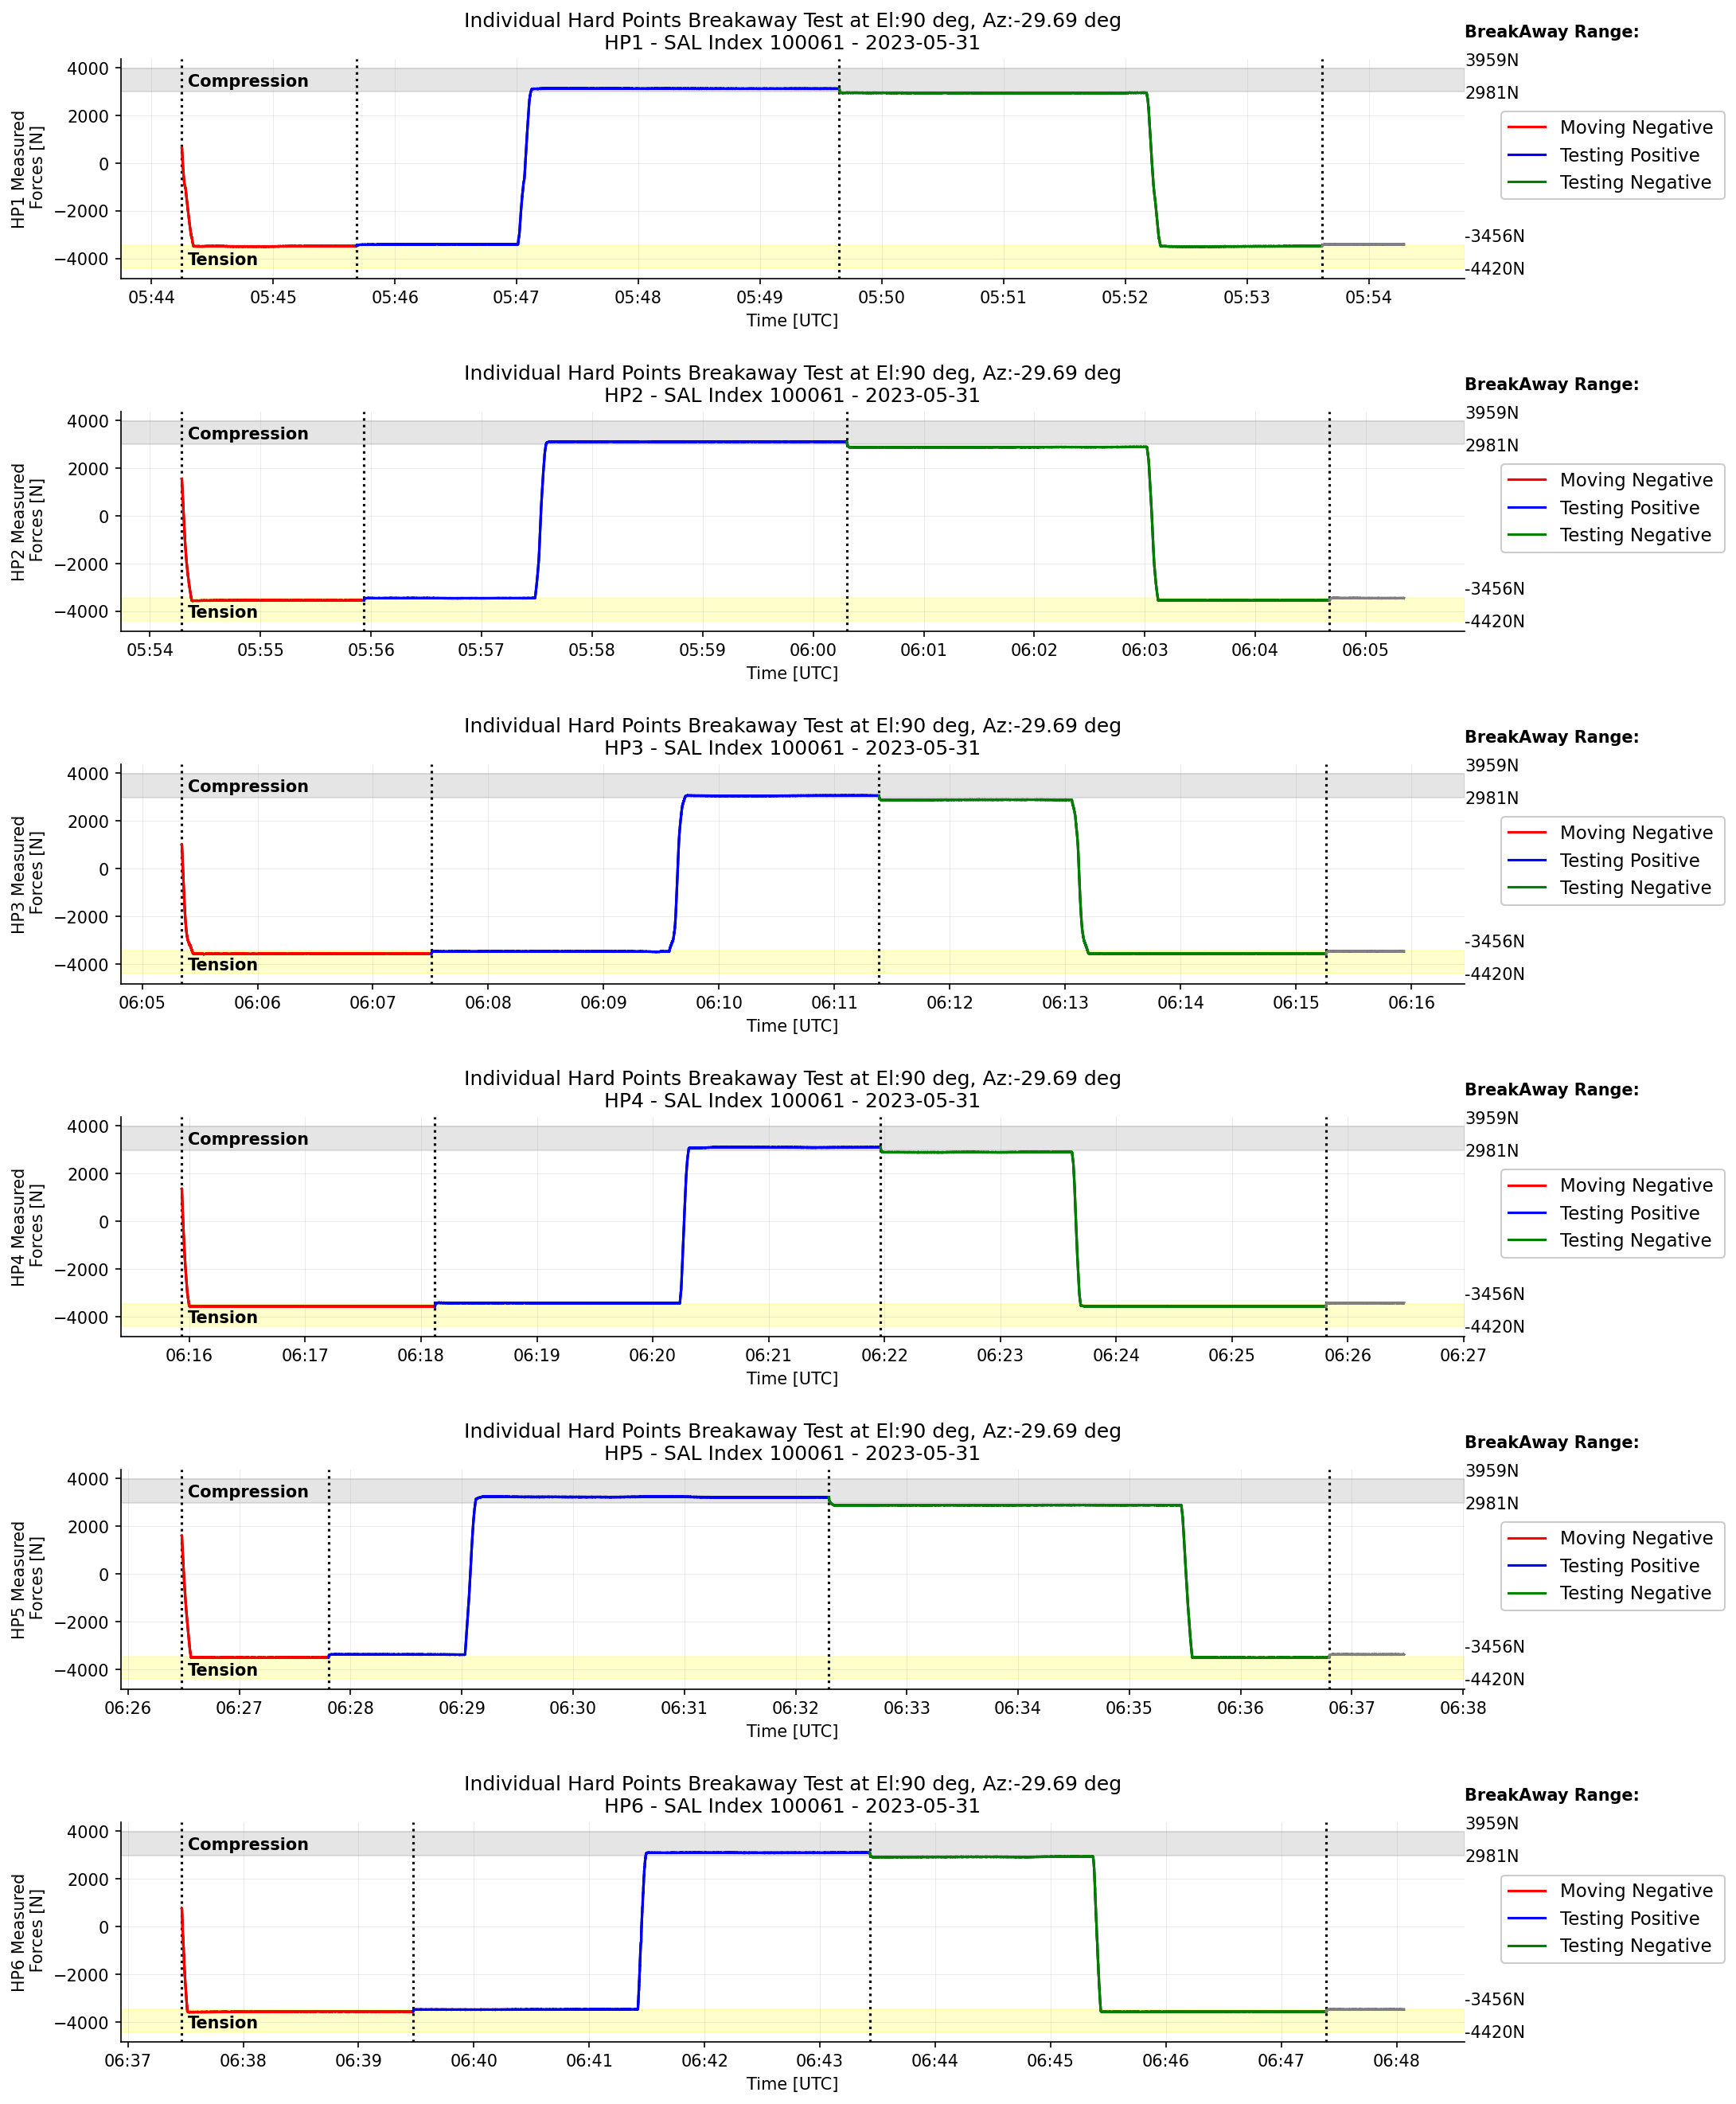 Individual Hard Points Breakaway Test at El:90 deg, Az:-29.69 deg
HP1 - SAL Index 100061 - 2023-05-31
BreakAway Range:
3959N
2981N
-3456N
-4420N
HP1 Measured
Forces [N]
4000
2000
0
−2000
−4000
Compression
Tension
Moving Negative
Testing Positive
Testing Negative
05:44 05:45 05:46 05:47 05:48 05:49 05:50 05:51 05:52 05:53 05:54
Time [UTC]
Individual Hard Points Breakaway Test at El:90 deg, Az:-29.69 deg
HP2 - SAL Index 100061 - 2023-05-31
BreakAway Range:
3959N
2981N
-3456N
-4420N
HP2 Measured
Forces [N]
4000
2000
0
−2000
−4000
Compression
Tension
Moving Negative
Testing Positive
Testing Negative
05:54 05:55 05:56 05:57 05:58 05:59 06:00 06:01 06:02 06:03 06:04 06:05
Time [UTC]
Individual Hard Points Breakaway Test at El:90 deg, Az:-29.69 deg
HP3 - SAL Index 100061 - 2023-05-31
BreakAway Range:
3959N
2981N
-3456N
-4420N
HP3 Measured
Forces [N]
4000
2000
0
−2000
−4000
Compression
Tension
Moving Negative
Testing Positive
Testing Negative
06:05 06:06 06:07 06:08 06:09 06:10 06:11 06:12 06:13 06:14 06:15 06:16
Time [UTC]
Individual Hard Points Breakaway Test at El:90 deg, Az:-29.69 deg
HP4 - SAL Index 100061 - 2023-05-31
BreakAway Range:
3959N
2981N
-3456N
-4420N
HP4 Measured
Forces [N]
4000
2000
0
−2000
−4000
Compression
Tension
Moving Negative
Testing Positive
Testing Negative
06:16 06:17 06:18 06:19 06:20 06:21 06:22 06:23 06:24 06:25 06:26 06:27
Time [UTC]
Individual Hard Points Breakaway Test at El:90 deg, Az:-29.69 deg
HP5 - SAL Index 100061 - 2023-05-31
BreakAway Range:
3959N
2981N
-3456N
-4420N
HP5 Measured
Forces [N]
4000
2000
0
−2000
−4000
Compression
Tension
Moving Negative
Testing Positive
Testing Negative
06:26 06:27 06:28 06:29 06:30 06:31 06:32 06:33 06:34 06:35 06:36 06:37 06:38
Time [UTC]
Individual Hard Points Breakaway Test at El:90 deg, Az:-29.69 deg
HP6 - SAL Index 100061 - 2023-05-31
BreakAway Range:
3959N
2981N
-3456N
-4420N
HP6 Measured
Forces [N]
4000
2000
0
−2000
−4000
Compression
Tension
Moving Negative
Testing Positive
Testing Negative
06:37 06:38 06:39 06:40 06:41 06:42 06:43 06:44 06:45 06:46 06:47 06:48
Time [UTC]